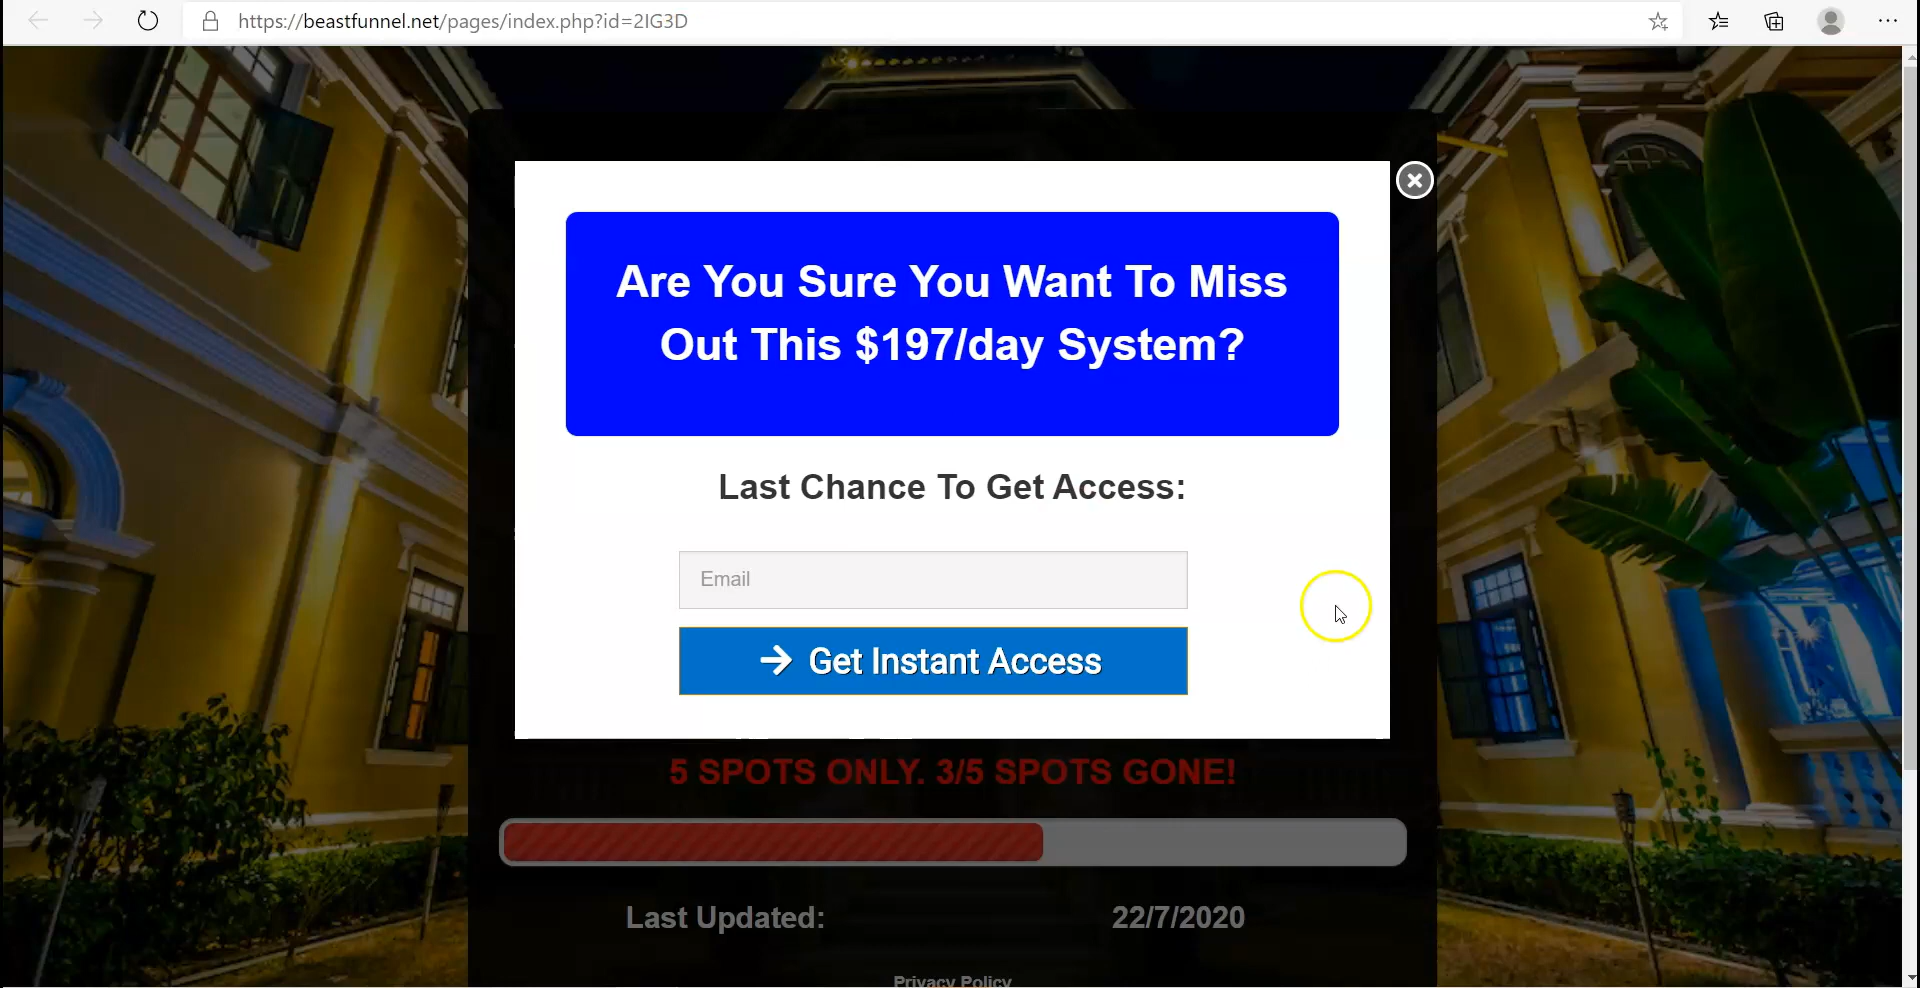 https://beastfunnel.net/pages/index.php?id=2IG3D
Are You Sure You Want To Miss
Out This $197/day System?
Last Chance To Get Access:
Email
Get Instant Access
5 SPOTS ONLY. 3/5 SPOTS GONE!
Last Updated: 22/7/2020
Privacy Policy